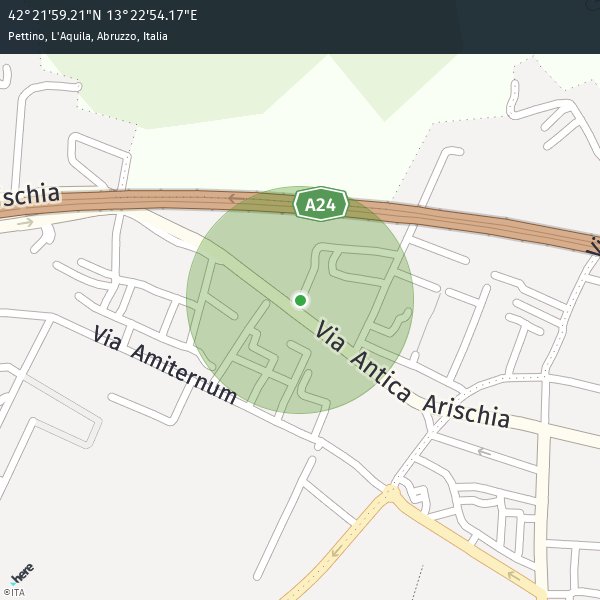 42°21'59.21"N 13°22'54.17"E
Pettino, L'Aquila, Abruzzo, Italia
schia
A24
Via Antica Arischia
Via Amiternum
here
©ITA